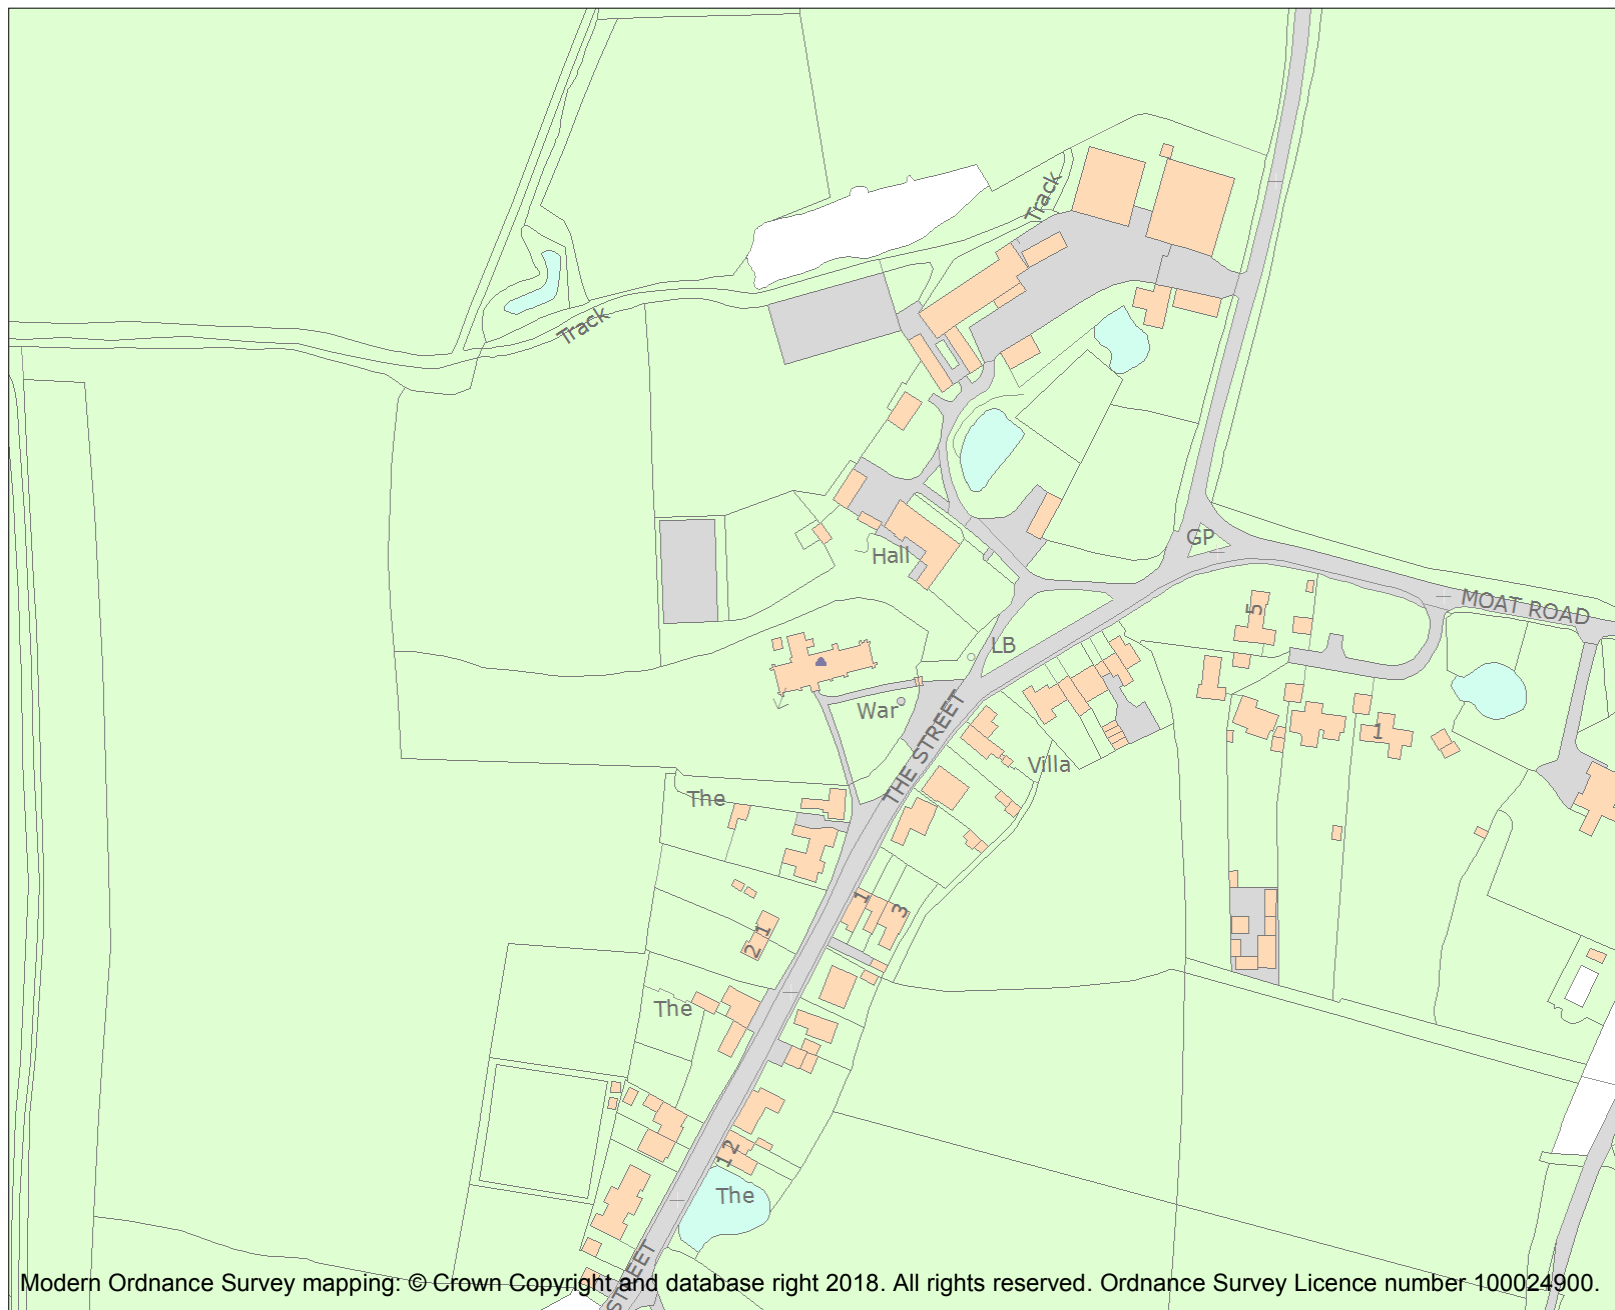 Track
Track
GP
Hall
5
MOAT ROAD
LB
War
THE STREET
1
Villa
The
1
3
2 1
The
1 2
The
STREET
Modern Ordnance Survey mapping: © Crown Copyright and database right 2018. All rights reserved. Ordnance Survey Licence number 100024900.